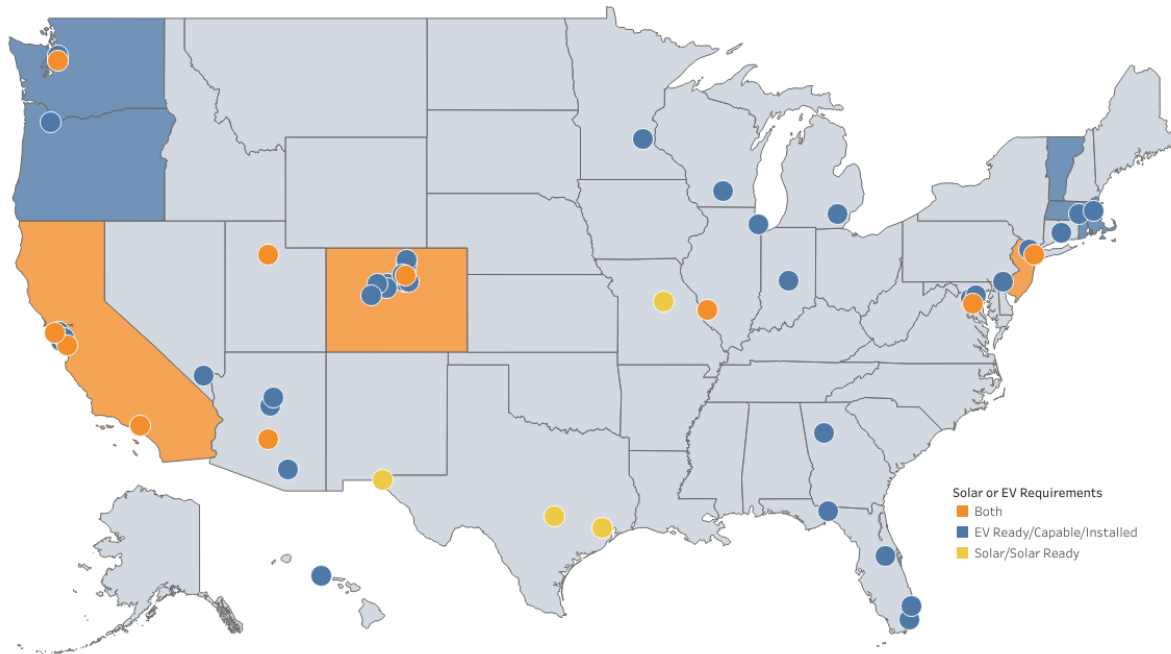 Solar or EV Requirements
Both
EV Ready/Capable/Installed
Solar/Solar Ready